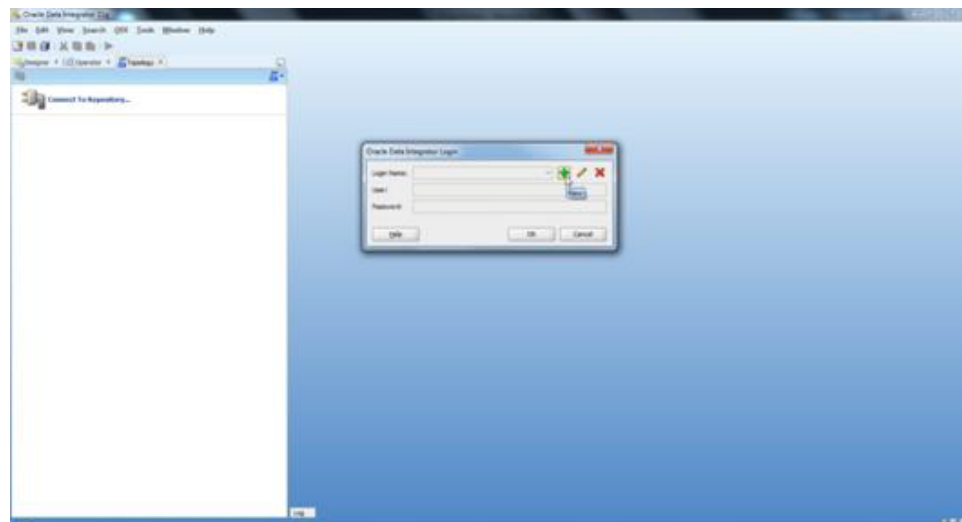 Oracle Data Integrator 11g
File Edit View Search ODI Tools Window Help
Designer Operator Topology
Connect To Repository...
Oracle Data Integrator Login
Login Name:
User:
Password:
Help OK Cancel
Log